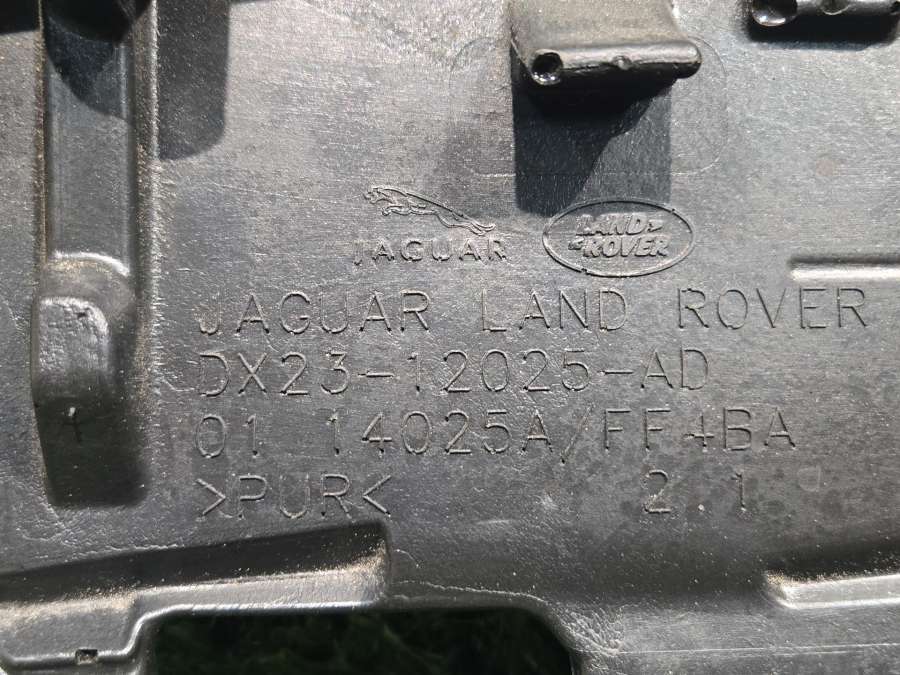 JAGUAR
LAND ROVER
JAGUAR LAND ROVER
DX23-12025-AD
01 14025A/FF4BA
>PUR< 2.1